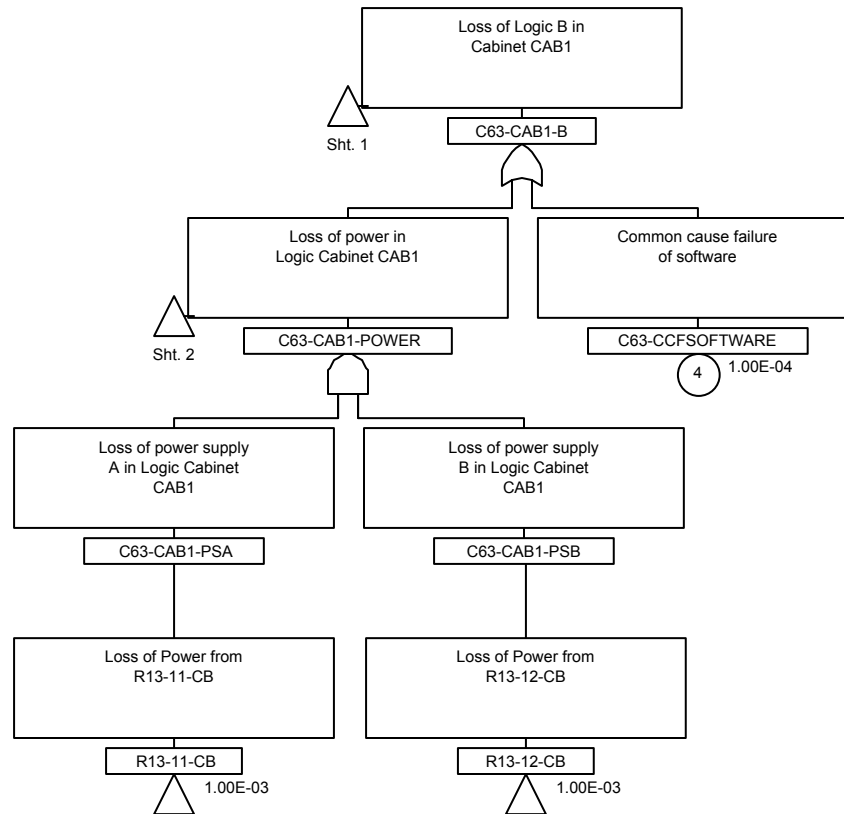 Loss of Logic B in
Cabinet CAB1
Sht. 1
C63-CAB1-B
Loss of power in
Logic Cabinet CAB1
Common cause failure
of software
Sht. 2
C63-CAB1-POWER
C63-CCFSOFTWARE
4
1.00E-04
Loss of power supply
A in Logic Cabinet
CAB1
Loss of power supply
B in Logic Cabinet
CAB1
C63-CAB1-PSA
C63-CAB1-PSB
Loss of Power from
R13-11-CB
Loss of Power from
R13-12-CB
R13-11-CB
1.00E-03
R13-12-CB
1.00E-03